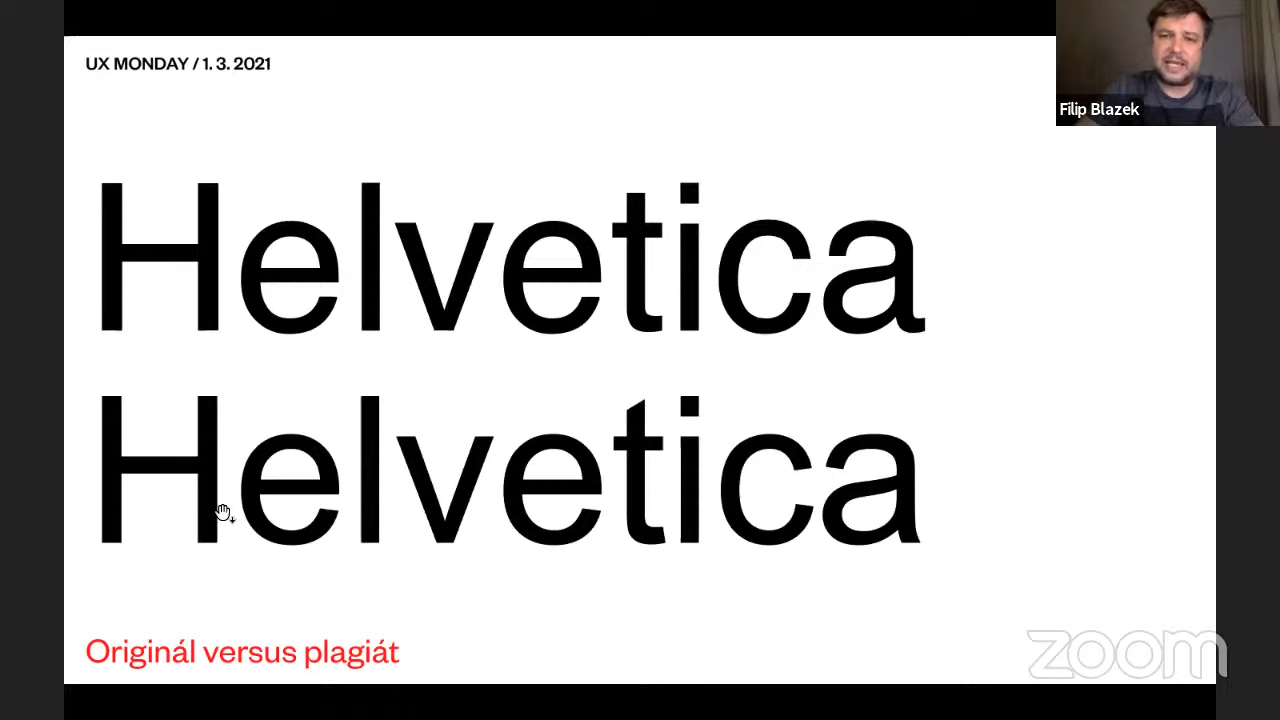 UX MONDAY / 1. 3. 2021
Filip Blazek
Helvetica
Helvetica
Originál versus plagiát
zoom